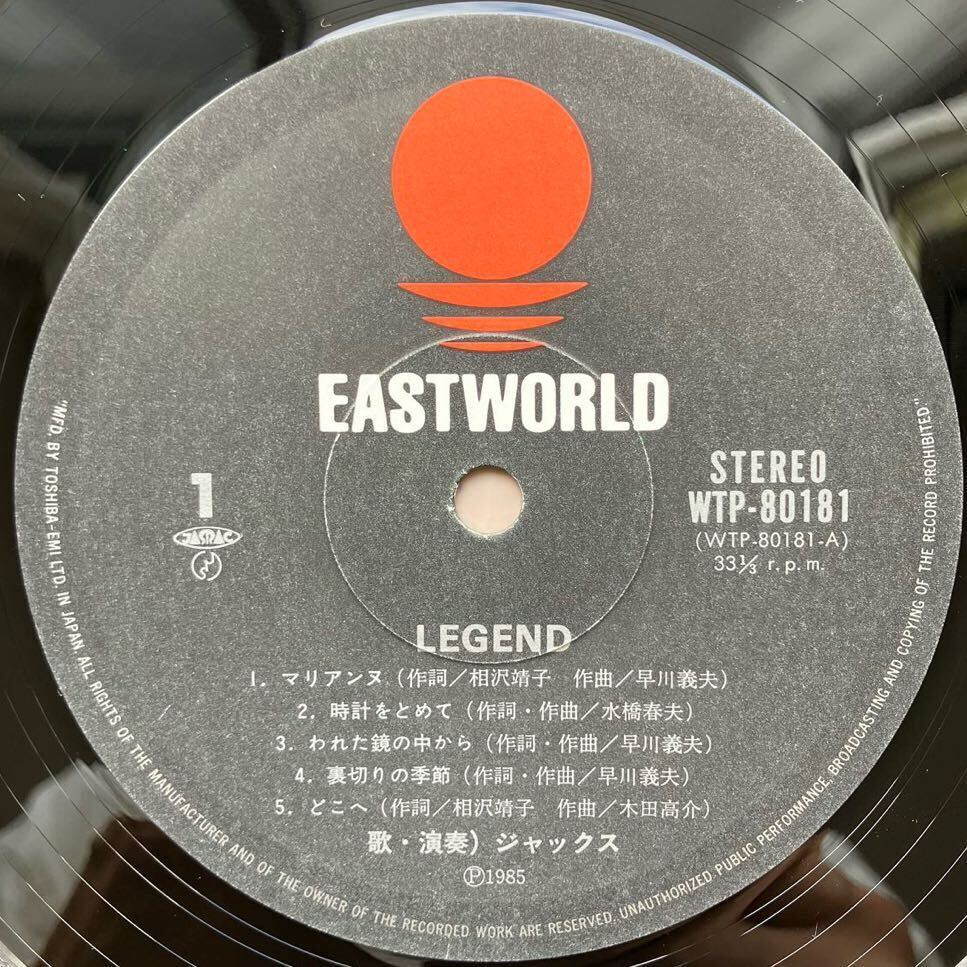 EASTWORLD
1
JASRAC
STEREO
WTP-80181
(WTP-80181-A)
33⅓ r.p.m.
LEGEND
1. マリアンヌ (作詞/相沢靖子 作曲/早川義夫)
2. 時計をとめて (作詞・作曲/水橋春夫)
3. われた鏡の中から (作詞・作曲/早川義夫)
4. 裏切りの季節 (作詞・作曲/早川義夫)
5. どこへ (作詞/相沢靖子 作曲/木田高介)
歌・演奏) ジャックス
Ⓟ1985
"MFD. BY TOSHIBA-EMI LTD. IN JAPAN ALL RIGHTS OF THE MANUFACTURER AND OF THE OWNER OF THE RECORDED WORK ARE RESERVED. UNAUTHORIZED PUBLIC PERFORMANCE, BROADCASTING AND COPYING OF THE RECORD PROHIBITED"